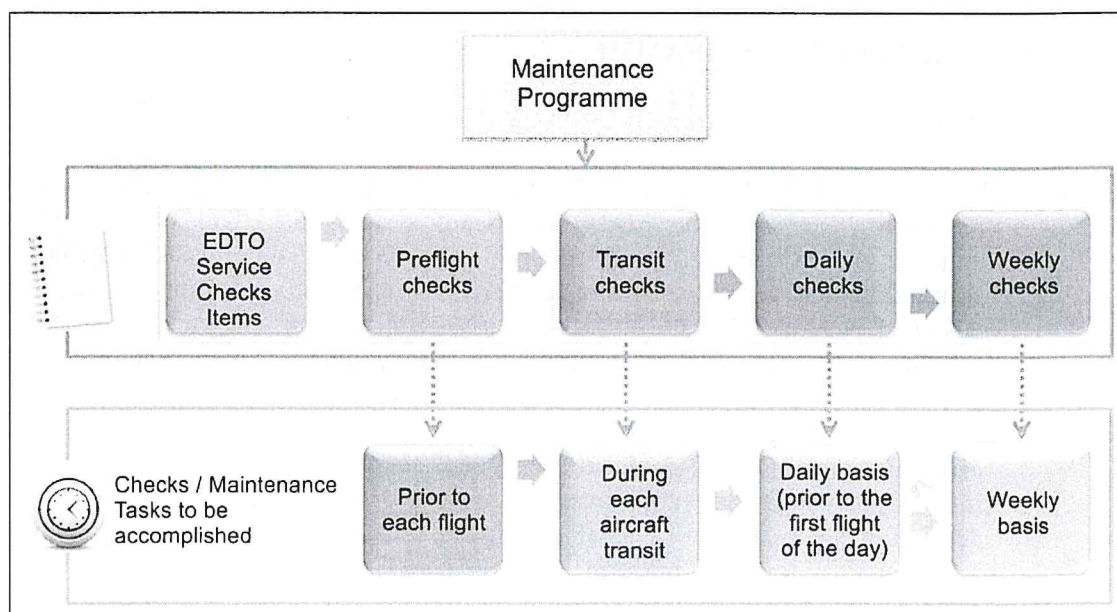 Maintenance
Programme
EDTO
Service
Checks
Items
Preflight
checks
Transit
checks
Daily
checks
Weekly
checks
Checks / Maintenance
Tasks to be
accomplished
Prior to
each flight
During
each
aircraft
transit
Daily basis
(prior to the
first flight
of the day)
Weekly
basis